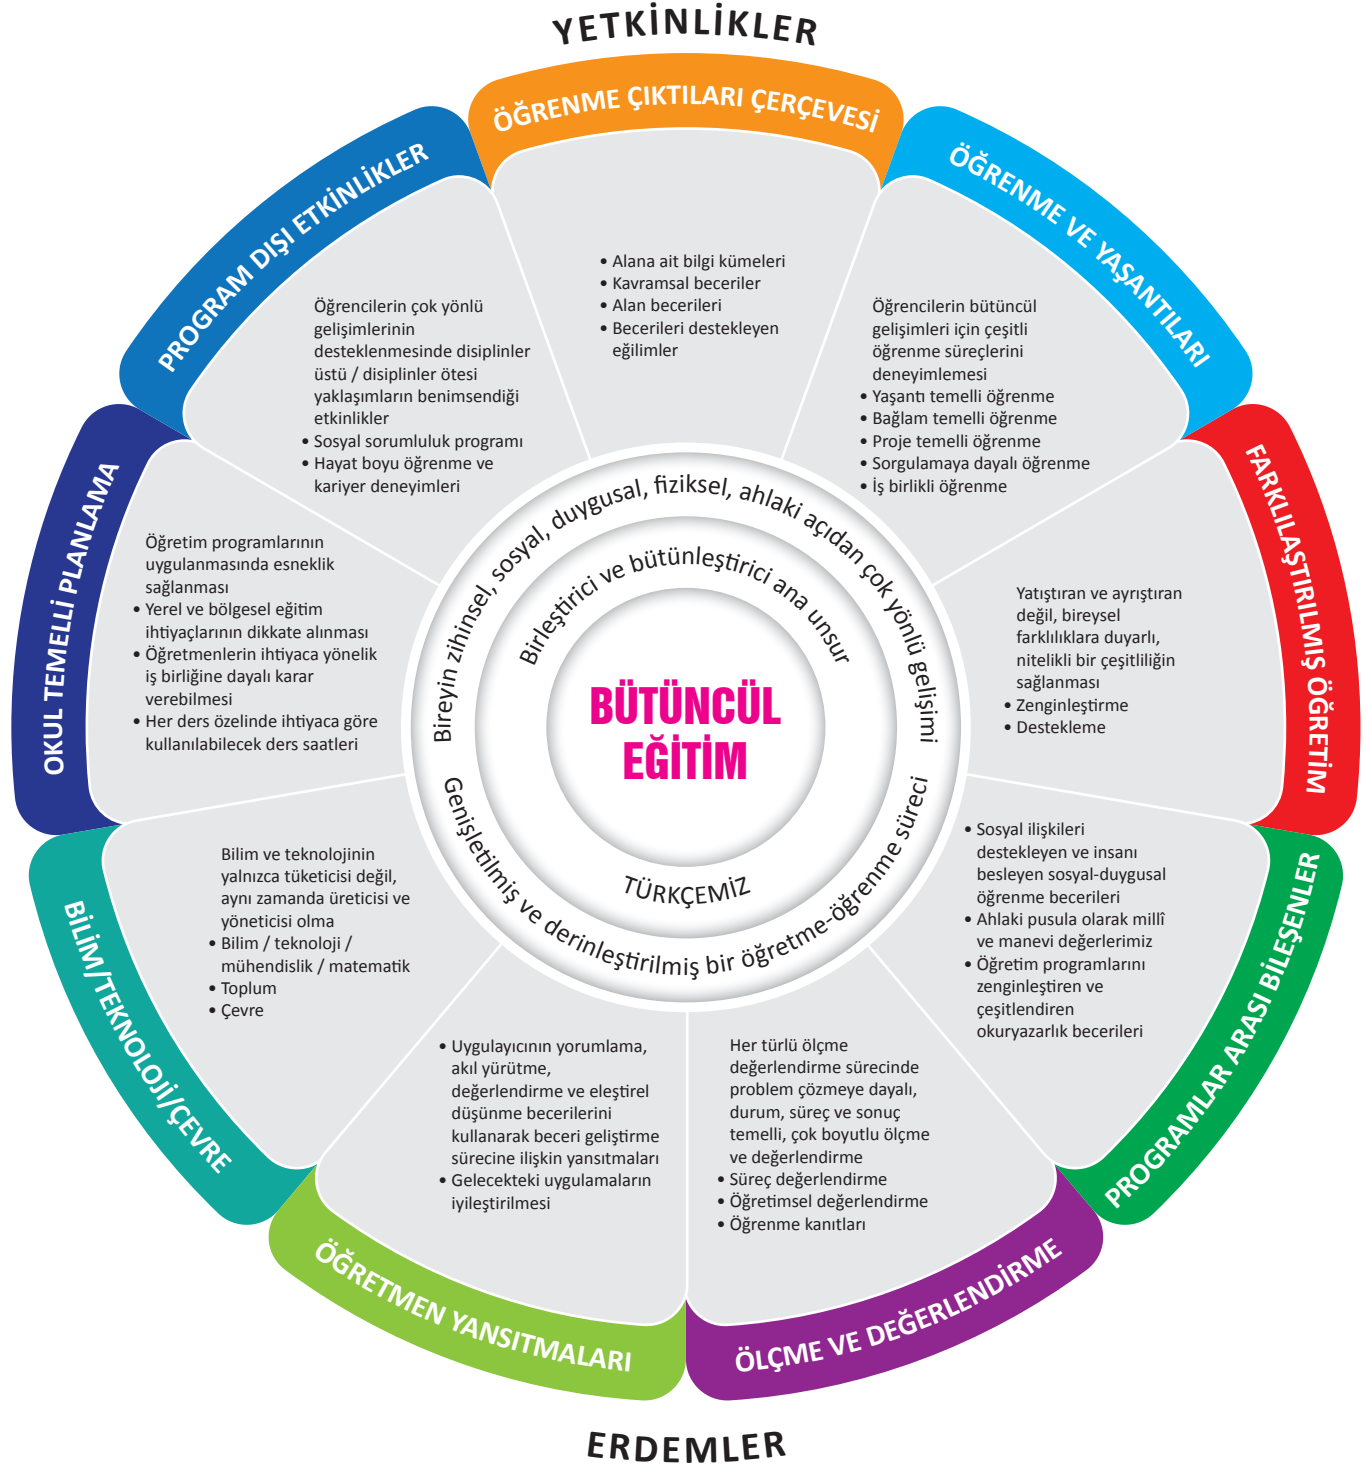 YETKİNLİKLER
ÖĞRENME ÇIKTILARI ÇERÇEVESİ
• Alana ait bilgi kümeleri
• Kavramsal beceriler
• Alan becerileri
• Becerileri destekleyen
eğilimler
ÖĞRENME VE YAŞANTILARI
Öğrencilerin bütüncül
gelişimleri için çeşitli
öğrenme süreçlerini
deneyimlemesi
• Yaşantı temelli öğrenme
• Bağlam temelli öğrenme
• Proje temelli öğrenme
• Sorgulamaya dayalı öğrenme
• İş birlikli öğrenme
FARKLILAŞTIRILMIŞ ÖĞRETİM
Yatıştıran ve ayrıştıran
değil, bireysel
farklılıklara duyarlı,
nitelikli bir çeşitliliğin
sağlanması
• Zenginleştirme
• Destekleme
PROGRAMLAR ARASI BİLEŞENLER
• Sosyal ilişkileri
destekleyen ve insanı
besleyen sosyal-duygusal
öğrenme becerileri
• Ahlaki pusula olarak millî
ve manevi değerlerimiz
• Öğretim programlarını
zenginleştiren ve
çeşitlendiren
okuryazarlık becerileri
ÖLÇME VE DEĞERLENDİRME
Her türlü ölçme
değerlendirme sürecinde
problem çözmeye dayalı,
durum, süreç ve sonuç
temelli, çok boyutlu ölçme
ve değerlendirme
• Süreç değerlendirme
• Öğretimsel değerlendirme
• Öğrenme kanıtları
ÖĞRETMEN YANSITMALARI
• Uygulayıcının yorumlama,
akıl yürütme,
değerlendirme ve eleştirel
düşünme becerilerini
kullanarak beceri geliştirme
sürecine ilişkin yansıtmaları
• Gelecekteki uygulamaların
iyileştirilmesi
BİLİM/TEKNOLOJİ/ÇEVRE
Bilim ve teknolojinin
yalnızca tüketicisi değil,
aynı zamanda üreticisi ve
yöneticisi olma
• Bilim / teknoloji /
mühendislik / matematik
• Toplum
• Çevre
OKUL TEMELLİ PLANLAMA
Öğretim programlarının
uygulanmasında esneklik
sağlanması
• Yerel ve bölgesel eğitim
ihtiyaçlarının dikkate alınması
• Öğretmenlerin ihtiyaca yönelik
iş birliğine dayalı karar
verebilmesi
• Her ders özelinde ihtiyaca göre
kullanılabilecek ders saatleri
PROGRAM DIŞI ETKİNLİKLER
Öğrencilerin çok yönlü
gelişimlerinin
desteklenmesinde disiplinler
üstü / disiplinler ötesi
yaklaşımların benimsendiği
etkinlikler
• Sosyal sorumluluk programı
• Hayat boyu öğrenme ve
kariyer deneyimleri
Bireyin zihinsel, sosyal, duygusal, fiziksel, ahlaki açıdan çok yönlü gelişimi
Genişletilmiş ve derinleştirilmiş bir öğretme-öğrenme süreci
Birleştirici ve bütünleştirici ana unsur
TÜRKÇEMİZ
BÜTÜNCÜL
EĞİTİM
ERDEMLER